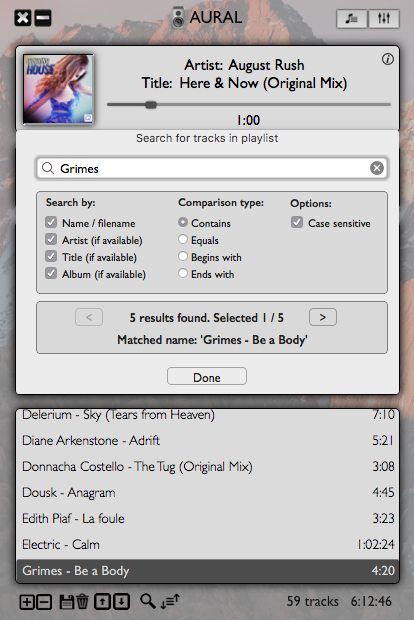 AURAL
HOUSE
Artist: August Rush
Title: Here & Now (Original Mix)
1:00
Search for tracks in playlist
Grimes
Search by:
Name / filename
Artist (if available)
Title (if available)
Album (if available)
Comparison type:
Contains
Equals
Begins with
Ends with
Options:
Case sensitive
< 5 results found. Selected 1 / 5 >
Matched name: 'Grimes - Be a Body'
Done
Delerium - Sky (Tears from Heaven) 7:10
Diane Arkenstone - Adrift 5:21
Donnacha Costello - The Tug (Original Mix) 3:08
Dousk - Anagram 4:45
Edith Piaf - La foule 3:23
Electric - Calm 1:02:24
Grimes - Be a Body 4:20
59 tracks 6:12:46